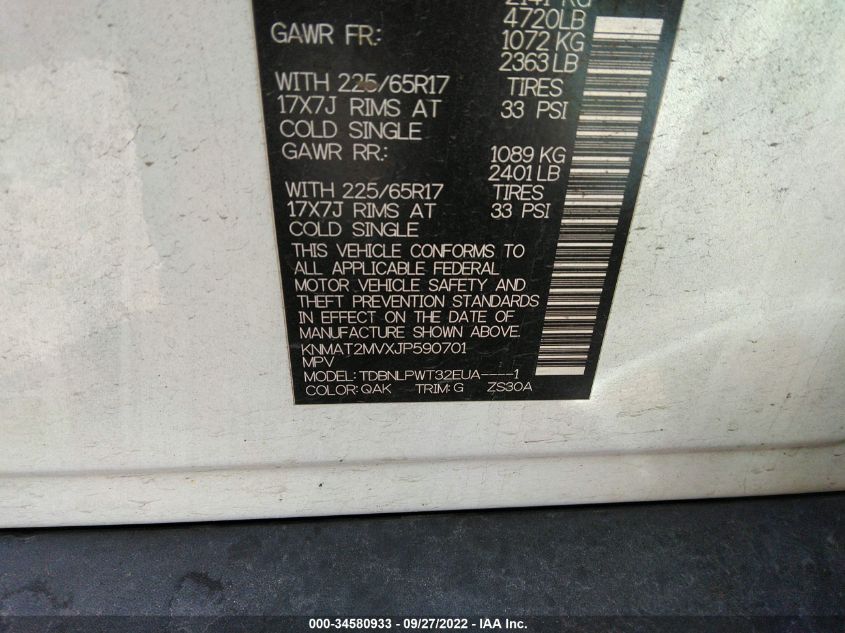 2141 KG
4720LB
GAWR FR: 1072 KG
2363 LB
WITH 225/65R17 TIRES
17X7J RIMS AT 33 PSI
COLD SINGLE
GAWR RR: 1089 KG
2401 LB
WITH 225/65R17 TIRES
17X7J RIMS AT 33 PSI
COLD SINGLE
THIS VEHICLE CONFORMS TO
ALL APPLICABLE FEDERAL
MOTOR VEHICLE SAFETY AND
THEFT PREVENTION STANDARDS
IN EFFECT ON THE DATE OF
MANUFACTURE SHOWN ABOVE.
KNMAT2MVXJP590701
MPV
MODEL: TDBNLPWT32EUA----1
COLOR: QAK TRIM: G ZS30A
000-34580933 - 09/27/2022 - IAA Inc.